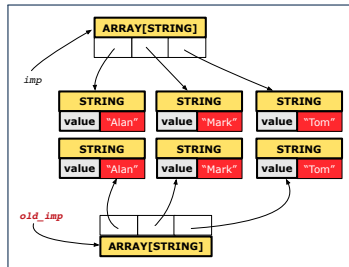 ARRAY[STRING]
imp
STRING STRING STRING
value “Alan” value “Mark” value “Tom”
STRING STRING STRING
value “Alan” value “Mark” value “Tom”
old_imp
ARRAY[STRING]